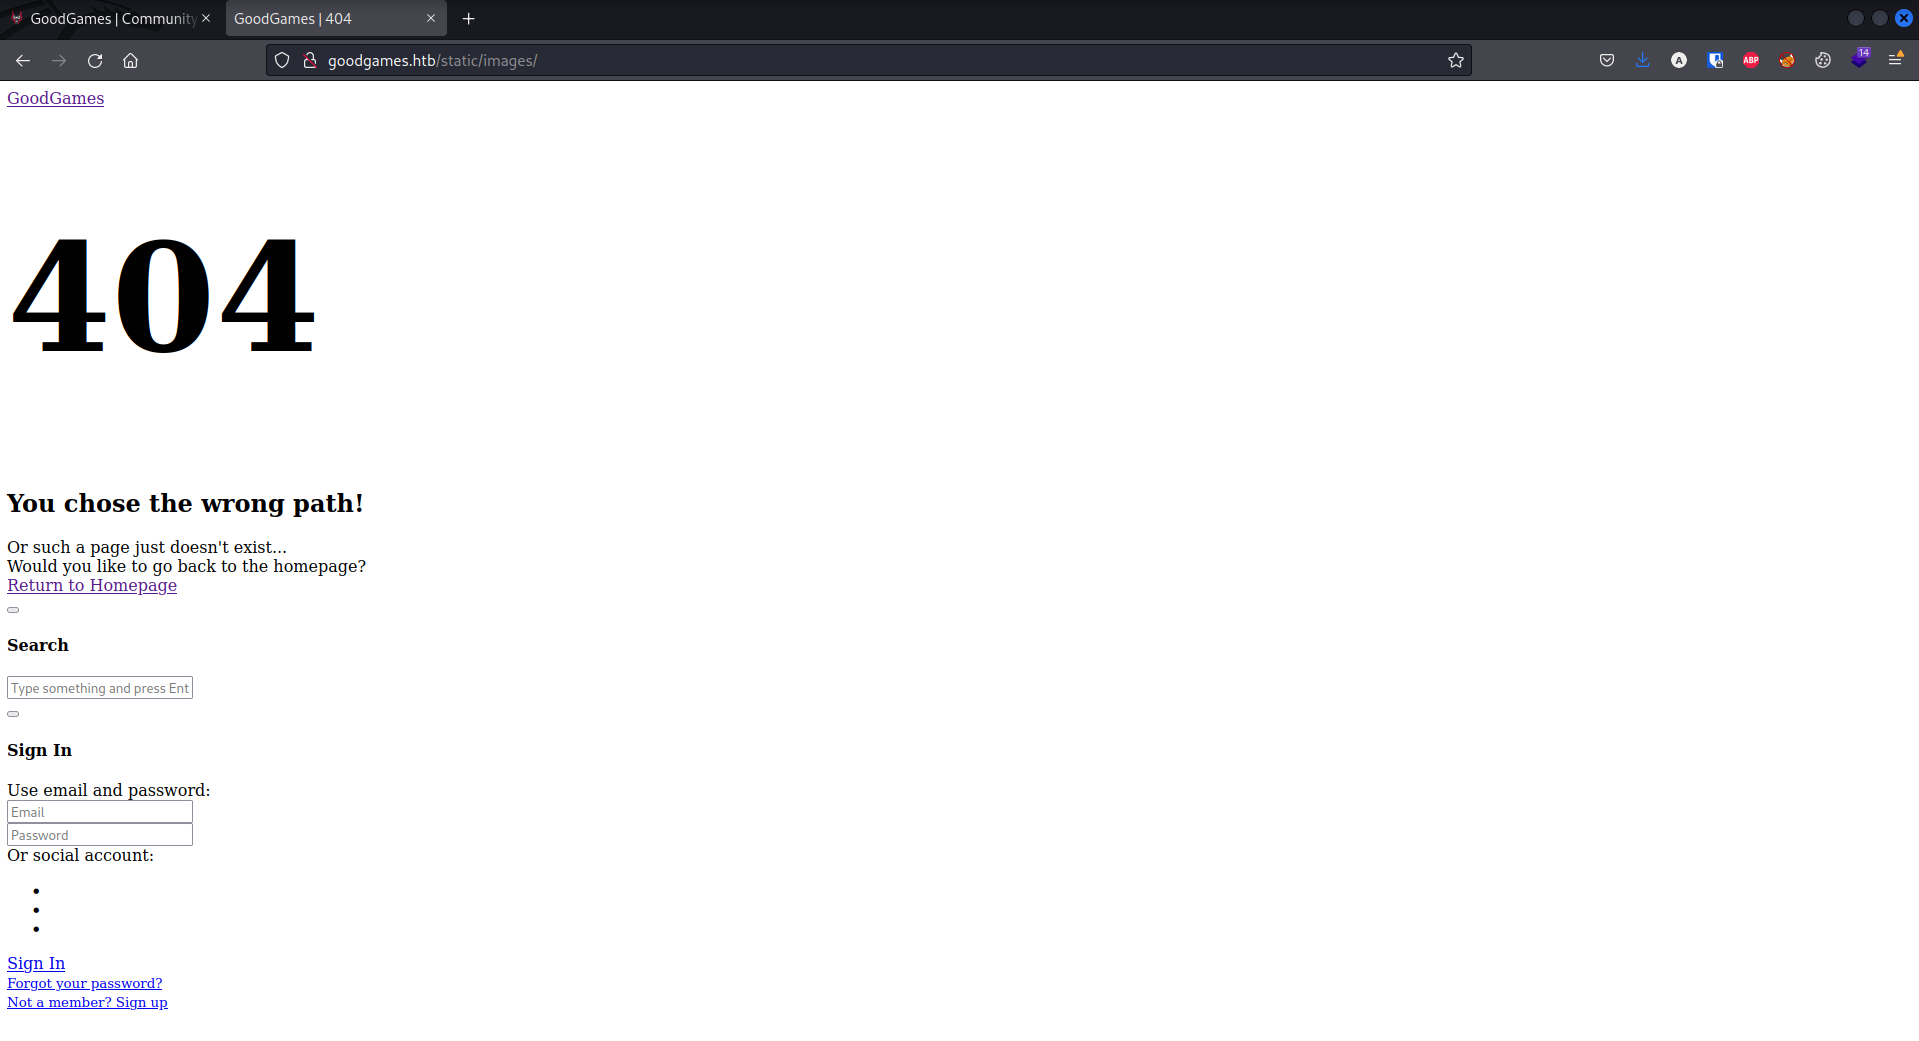 GoodGames | Community
GoodGames | 404
goodgames.htb/static/images/
A
ABP
14
GoodGames
404
You chose the wrong path!
Or such a page just doesn't exist...
Would you like to go back to the homepage?
Return to Homepage
Search
Type something and press Ent
Sign In
Use email and password:
Email
Password
Or social account:
Sign In
Forgot your password?
Not a member? Sign up